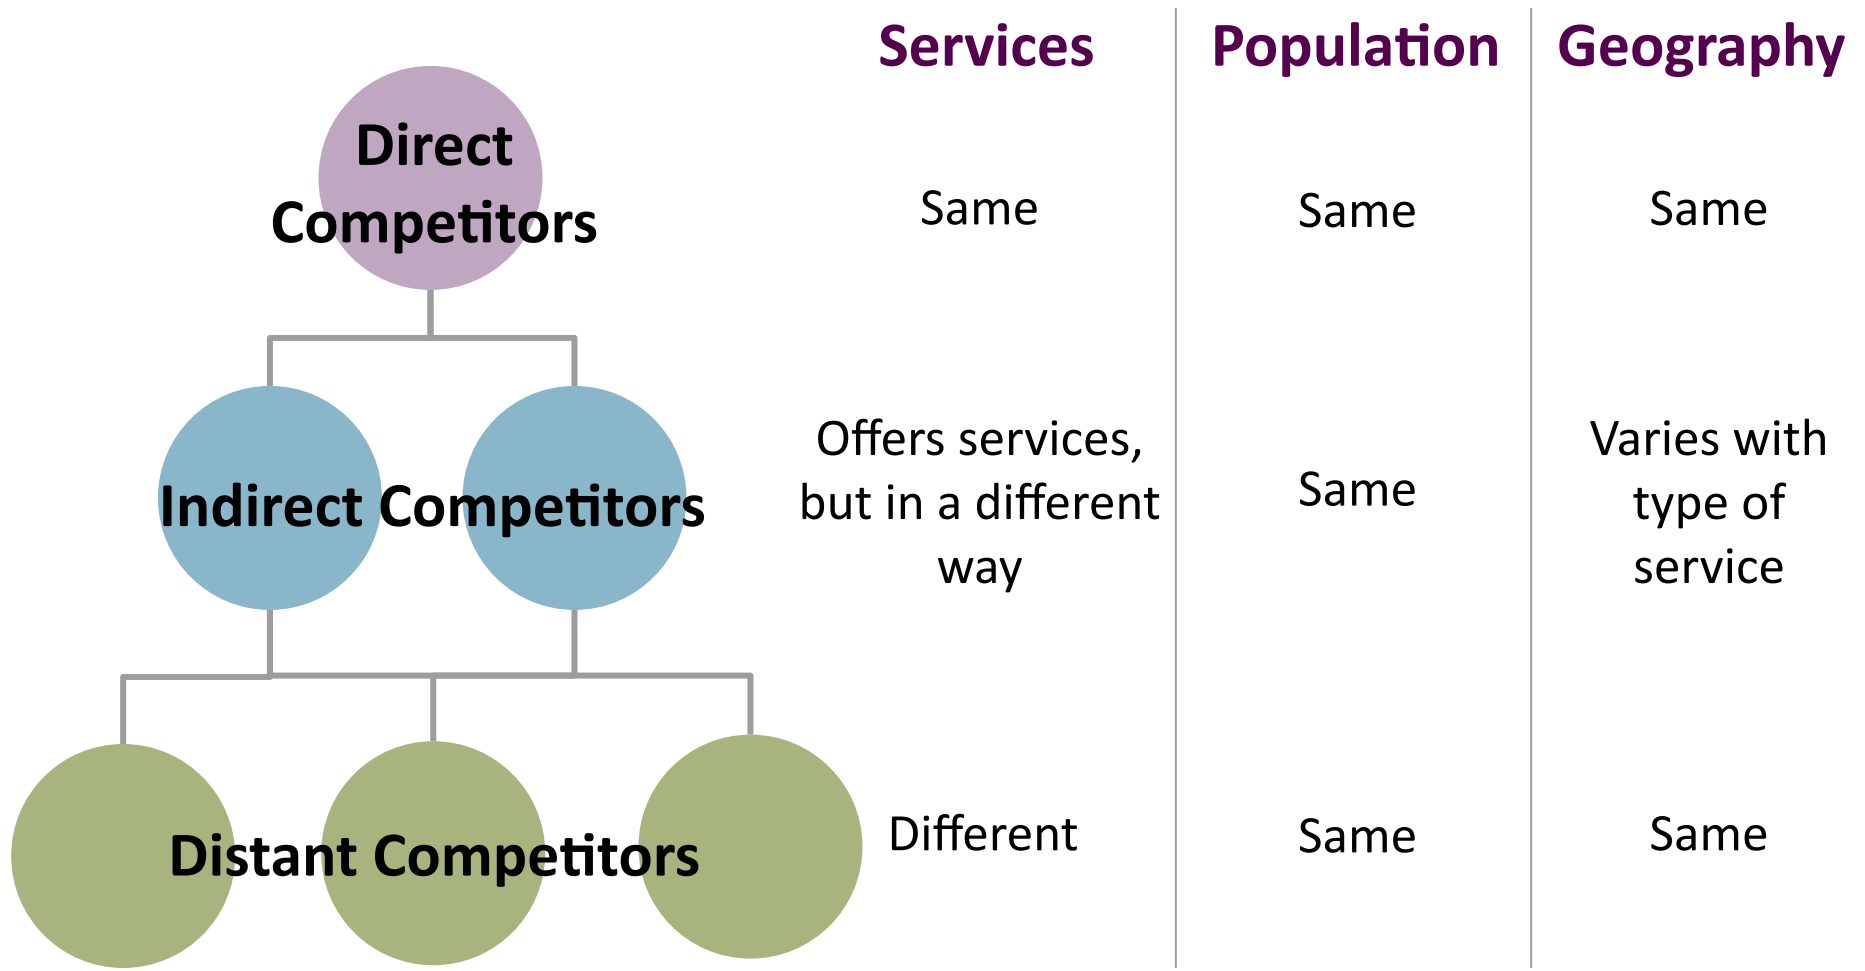 Services
Population
Geography
Direct
Competitors
Same
Same
Same
Indirect Competitors
Offers services,
but in a different
way
Same
Varies with
type of
service
Distant Competitors
Different
Same
Same